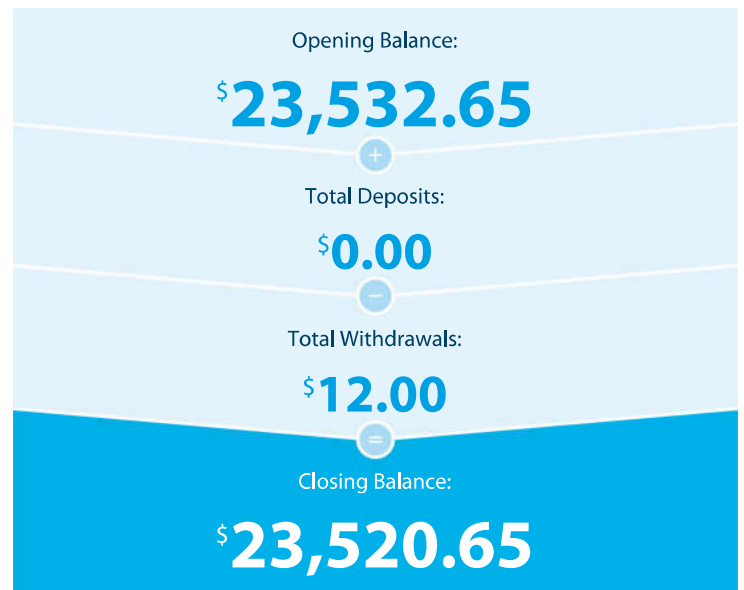 Opening Balance:
$23,532.65
+
Total Deposits:
$0.00
−
Total Withdrawals:
$12.00
=
Closing Balance:
$23,520.65